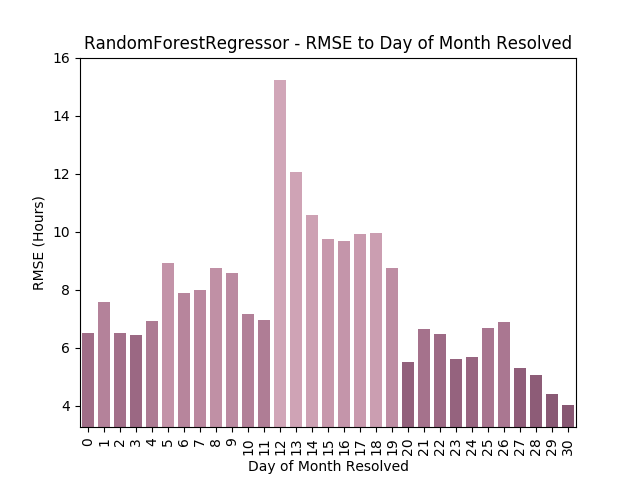 RandomForestRegressor - RMSE to Day of Month Resolved
16
14
12
10
8
6
4
RMSE (Hours)
0 1 2 3 4 5 6 7 8 9 10 11 12 13 14 15 16 17 18 19 20 21 22 23 24 25 26 27 28 29 30
Day of Month Resolved